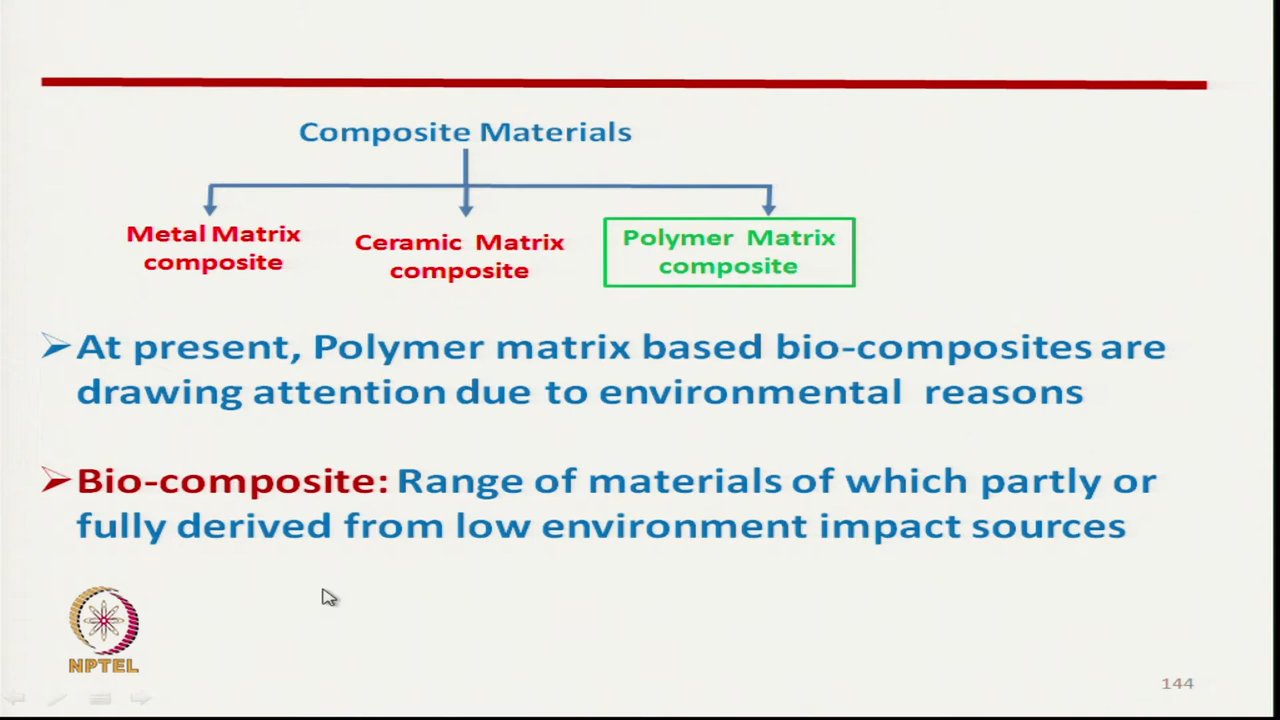 Composite Materials
Metal Matrix
composite
Ceramic Matrix
composite
Polymer Matrix
composite
At present, Polymer matrix based bio-composites are
drawing attention due to environmental reasons
Bio-composite: Range of materials of which partly or
fully derived from low environment impact sources
NPTEL
144